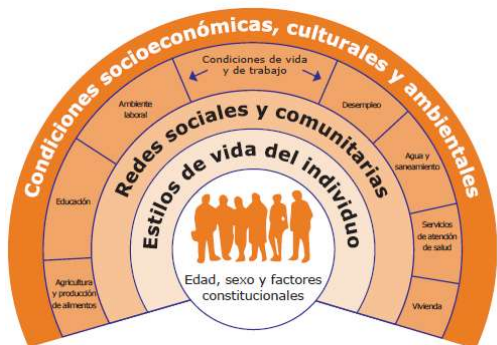 Condiciones socioeconómicas, culturales y ambientales
Condiciones de vida
y de trabajo
Ambiente
laboral
Desempleo
Redes sociales y comunitarias
Agua y
saneamiento
Estilos de vida del individuo
Educación
Servicios
de atención
de salud
Edad, sexo y factores
constitucionales
Agricultura
y producción
de alimentos
Vivienda